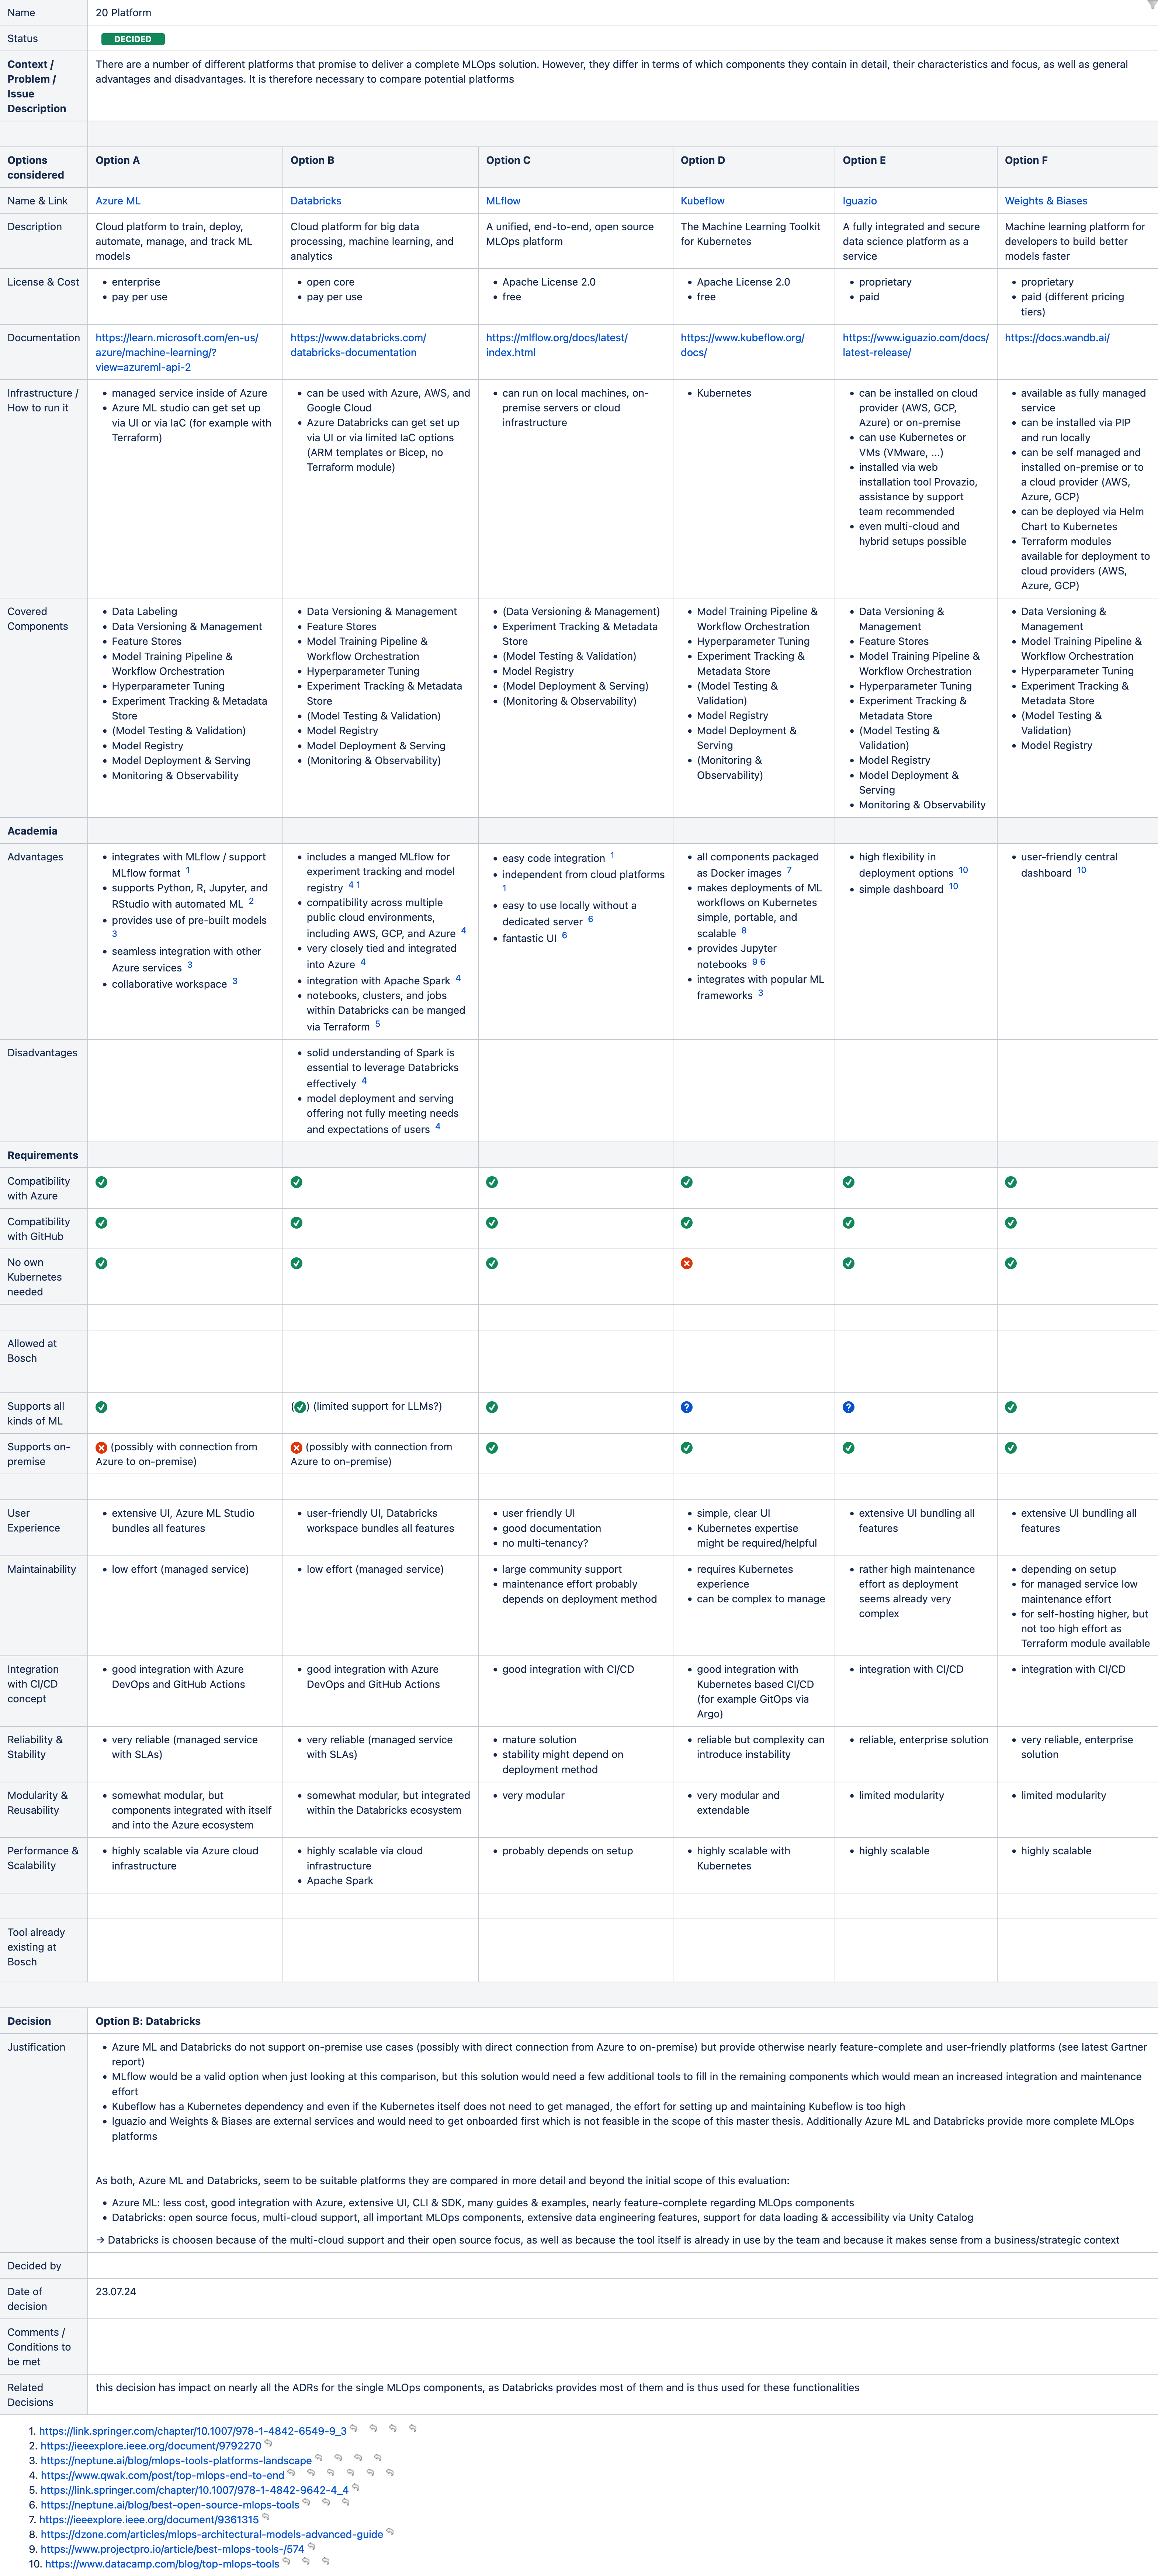 Name
20 Platform
Status
DECIDED
Context /
Problem /
Issue
Description
There are a number of different platforms that promise to deliver a complete MLOps solution. However, they differ in terms of which components they contain in detail, their characteristics and focus, as well as general
advantages and disadvantages. It is therefore necessary to compare potential platforms
Options
considered
Option A
Option B
Option C
Option D
Option E
Option F
Name & Link
Azure ML
Databricks
MLflow
Kubeflow
Iguazio
Weights & Biases
Description
Cloud platform to train, deploy,
automate, manage, and track ML
models
Cloud platform for big data
processing, machine learning, and
analytics
A unified, end-to-end, open source
MLOps platform
The Machine Learning Toolkit
for Kubernetes
A fully integrated and secure
data science platform as a
service
Machine learning platform for
developers to build better
models faster
License & Cost
• enterprise
• pay per use
• open core
• pay per use
• Apache License 2.0
• free
• Apache License 2.0
• free
• proprietary
• paid
• proprietary
• paid (different pricing
tiers)
Documentation
https://learn.microsoft.com/en-us/
azure/machine-learning/?
view=azureml-api-2
https://www.databricks.com/
databricks-documentation
https://mlflow.org/docs/latest/
index.html
https://www.kubeflow.org/
docs/
https://www.iguazio.com/docs/
latest-release/
https://docs.wandb.ai/
Infrastructure /
How to run it
• managed service inside of Azure
• Azure ML studio can get set up
via UI or via IaC (for example with
Terraform)
• can be used with Azure, AWS, and
Google Cloud
• Azure Databricks can get set up
via UI or via limited IaC options
(ARM templates or Bicep, no
Terraform module)
• can run on local machines, on-
premise servers or cloud
infrastructure
• Kubernetes
• can be installed on cloud
provider (AWS, GCP,
Azure) or on-premise
• can use Kubernetes or
VMs (VMware, ...)
• installed via web
installation tool Provazio,
assistance by support
team recommended
• even multi-cloud and
hybrid setups possible
• available as fully managed
service
• can be installed via PIP
and run locally
• can be self managed and
installed on-premise or to
a cloud provider (AWS,
Azure, GCP)
• can be deployed via Helm
Chart to Kubernetes
• Terraform modules
available for deployment to
cloud providers (AWS,
Azure, GCP)
Covered
Components
• Data Labeling
• Data Versioning & Management
• Feature Stores
• Model Training Pipeline &
Workflow Orchestration
• Hyperparameter Tuning
• Experiment Tracking & Metadata
Store
• (Model Testing & Validation)
• Model Registry
• Model Deployment & Serving
• Monitoring & Observability
• Data Versioning & Management
• Feature Stores
• Model Training Pipeline &
Workflow Orchestration
• Hyperparameter Tuning
• Experiment Tracking & Metadata
Store
• (Model Testing & Validation)
• Model Registry
• Model Deployment & Serving
• (Monitoring & Observability)
• (Data Versioning & Management)
• Experiment Tracking & Metadata
Store
• (Model Testing & Validation)
• Model Registry
• (Model Deployment & Serving)
• (Monitoring & Observability)
• Model Training Pipeline &
Workflow Orchestration
• Hyperparameter Tuning
• Experiment Tracking &
Metadata Store
• (Model Testing &
Validation)
• Model Registry
• Model Deployment &
Serving
• (Monitoring &
Observability)
• Data Versioning &
Management
• Feature Stores
• Model Training Pipeline &
Workflow Orchestration
• Hyperparameter Tuning
• Experiment Tracking &
Metadata Store
• (Model Testing &
Validation)
• Model Registry
• Model Deployment &
Serving
• Monitoring & Observability
• Data Versioning &
Management
• Model Training Pipeline &
Workflow Orchestration
• Hyperparameter Tuning
• Experiment Tracking &
Metadata Store
• (Model Testing &
Validation)
• Model Registry
Academia
Advantages
• integrates with MLflow / support
MLflow format 1
• supports Python, R, Jupyter, and
RStudio with automated ML 2
• provides use of pre-built models
3
• seamless integration with other
Azure services 3
• collaborative workspace 3
• includes a manged MLflow for
experiment tracking and model
registry 4 1
• compatibility across multiple
public cloud environments,
including AWS, GCP, and Azure 4
• very closely tied and integrated
into Azure 4
• integration with Apache Spark 4
• notebooks, clusters, and jobs
within Databricks can be manged
via Terraform 5
• easy code integration 1
• independent from cloud platforms
1
• easy to use locally without a
dedicated server 6
• fantastic UI 6
• all components packaged
as Docker images 7
• makes deployments of ML
workflows on Kubernetes
simple, portable, and
scalable 8
• provides Jupyter
notebooks 9 6
• integrates with popular ML
frameworks 3
• high flexibility in
deployment options 10
• simple dashboard 10
• user-friendly central
dashboard 10
Disadvantages
• solid understanding of Spark is
essential to leverage Databricks
effectively 4
• model deployment and serving
offering not fully meeting needs
and expectations of users 4
Requirements
Compatibility
with Azure
Compatibility
with GitHub
No own
Kubernetes
needed
Allowed at
Bosch
Supports all
kinds of ML
( ) (limited support for LLMs?)
?
?
Supports on-
premise
(possibly with connection from
Azure to on-premise)
(possibly with connection from
Azure to on-premise)
User
Experience
• extensive UI, Azure ML Studio
bundles all features
• user-friendly UI, Databricks
workspace bundles all features
• user friendly UI
• good documentation
• no multi-tenancy?
• simple, clear UI
• Kubernetes expertise
might be required/helpful
• extensive UI bundling all
features
• extensive UI bundling all
features
Maintainability
• low effort (managed service)
• low effort (managed service)
• large community support
• maintenance effort probably
depends on deployment method
• requires Kubernetes
experience
• can be complex to manage
• rather high maintenance
effort as deployment
seems already very
complex
• depending on setup
• for managed service low
maintenance effort
• for self-hosting higher, but
not too high effort as
Terraform module available
Integration
with CI/CD
concept
• good integration with Azure
DevOps and GitHub Actions
• good integration with Azure
DevOps and GitHub Actions
• good integration with CI/CD
• good integration with
Kubernetes based CI/CD
(for example GitOps via
Argo)
• integration with CI/CD
• integration with CI/CD
Reliability &
Stability
• very reliable (managed service
with SLAs)
• very reliable (managed service
with SLAs)
• mature solution
• stability might depend on
deployment method
• reliable but complexity can
introduce instability
• reliable, enterprise solution
• very reliable, enterprise
solution
Modularity &
Reusability
• somewhat modular, but
components integrated with itself
and into the Azure ecosystem
• somewhat modular, but integrated
within the Databricks ecosystem
• very modular
• very modular and
extendable
• limited modularity
• limited modularity
Performance &
Scalability
• highly scalable via Azure cloud
infrastructure
• highly scalable via cloud
infrastructure
• Apache Spark
• probably depends on setup
• highly scalable with
Kubernetes
• highly scalable
• highly scalable
Tool already
existing at
Bosch
Decision
Option B: Databricks
Justification
• Azure ML and Databricks do not support on-premise use cases (possibly with direct connection from Azure to on-premise) but provide otherwise nearly feature-complete and user-friendly platforms (see latest Gartner
report)
• MLflow would be a valid option when just looking at this comparison, but this solution would need a few additional tools to fill in the remaining components which would mean an increased integration and maintenance
effort
• Kubeflow has a Kubernetes dependency and even if the Kubernetes itself does not need to get managed, the effort for setting up and maintaining Kubeflow is too high
• Iguazio and Weights & Biases are external services and would need to get onboarded first which is not feasible in the scope of this master thesis. Additionally Azure ML and Databricks provide more complete MLOps
platforms
As both, Azure ML and Databricks, seem to be suitable platforms they are compared in more detail and beyond the initial scope of this evaluation:
• Azure ML: less cost, good integration with Azure, extensive UI, CLI & SDK, many guides & examples, nearly feature-complete regarding MLOps components
• Databricks: open source focus, multi-cloud support, all important MLOps components, extensive data engineering features, support for data loading & accessibility via Unity Catalog
→ Databricks is choosen because of the multi-cloud support and their open source focus, as well as because the tool itself is already in use by the team and because it makes sense from a business/strategic context
Decided by
Date of
decision
23.07.24
Comments /
Conditions to
be met
Related
Decisions
this decision has impact on nearly all the ADRs for the single MLOps components, as Databricks provides most of them and is thus used for these functionalities
1. https://link.springer.com/chapter/10.1007/978-1-4842-6549-9_3
2. https://ieeexplore.ieee.org/document/9792270
3. https://neptune.ai/blog/mlops-tools-platforms-landscape
4. https://www.qwak.com/post/top-mlops-end-to-end
5. https://link.springer.com/chapter/10.1007/978-1-4842-9642-4_4
6. https://neptune.ai/blog/best-open-source-mlops-tools
7. https://ieeexplore.ieee.org/document/9361315
8. https://dzone.com/articles/mlops-architectural-models-advanced-guide
9. https://www.projectpro.io/article/best-mlops-tools-/574
10. https://www.datacamp.com/blog/top-mlops-tools